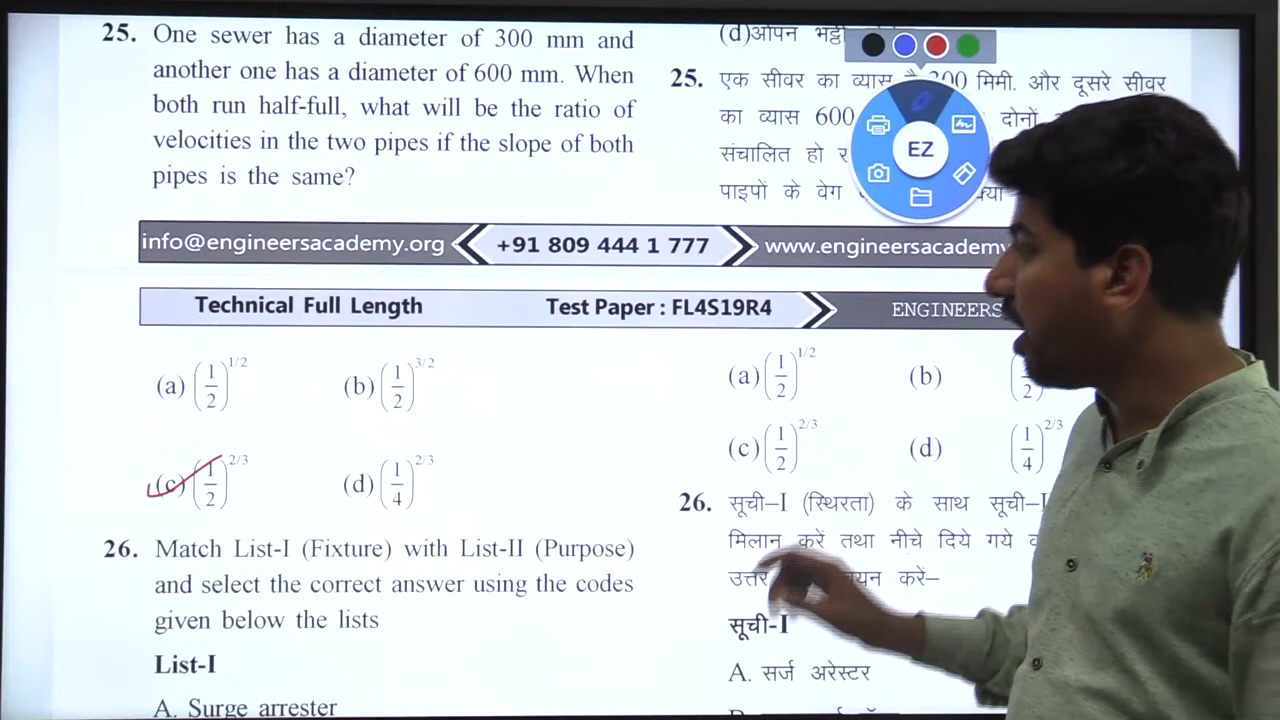 25. One sewer has a diameter of 300 mm and
another one has a diameter of 600 mm. When
both run half-full, what will be the ratio of
velocities in the two pipes if the slope of both
pipes is the same?
(d)ओपन भट्टी
25. एक सीवर का व्यास है 300 मिमी. और दूसरे सीवर
का व्यास 600 दोनों
संचालित हो
पाइपों के वेग
EZ
info@engineersacademy.org +91 809 444 1 777 www.engineersacademy
Technical Full Length Test Paper : FL4S19R4 ENGINEERS
(a) (1/2)^1/2 (b) (1/2)^3/2
(c) (1/2)^2/3 (d) (1/4)^2/3
(a) (1/2)^1/2 (b)
(c) (1/2)^2/3 (d) (1/4)^2/3
26. Match List-I (Fixture) with List-II (Purpose)
and select the correct answer using the codes
given below the lists
List-I
A. Surge arrester
26. सूची–I (स्थिरता) के साथ सूची–I
मिलान करें तथा नीचे दिये गये
उत्तर चयन करें–
सूची-I
A. सर्ज अरेस्टर